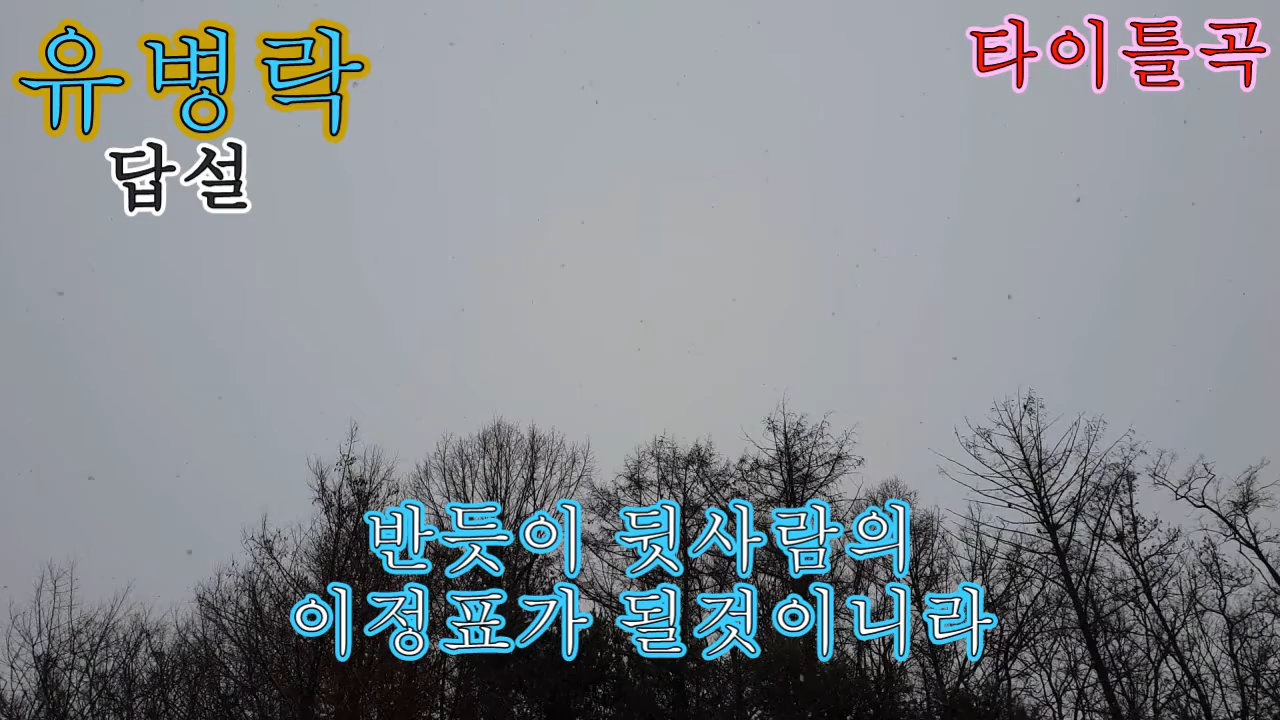 유병락
타이틀곡
답설
반듯이 뒷사람의
이정표가 될것이니라